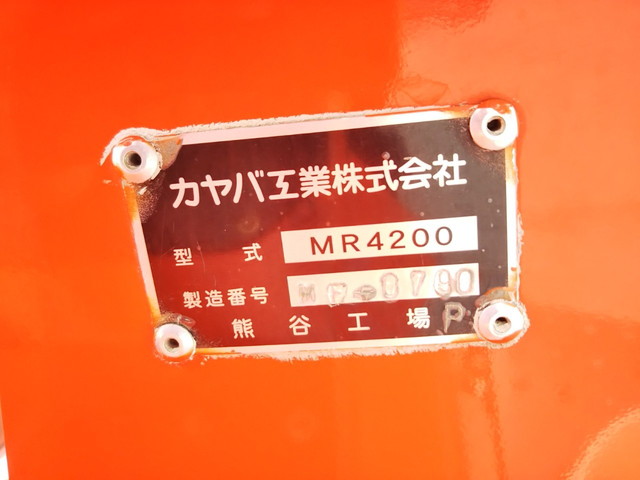 カヤバ工業株式会社
型式 MR4200
製造番号
熊谷工場 P